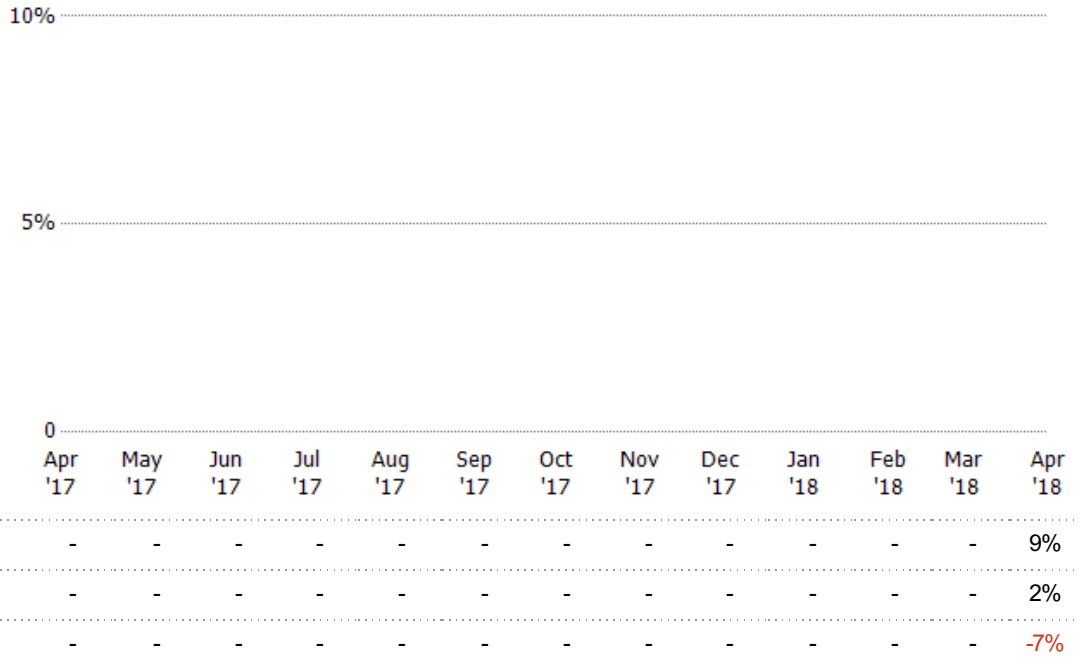 10%
5%
0
Apr May Jun Jul Aug Sep Oct Nov Dec Jan Feb Mar Apr
'17 '17 '17 '17 '17 '17 '17 '17 '17 '18 '18 '18 '18
- - - - - - - - - - - - 9%
- - - - - - - - - - - - 2%
- - - - - - - - - - - - -7%